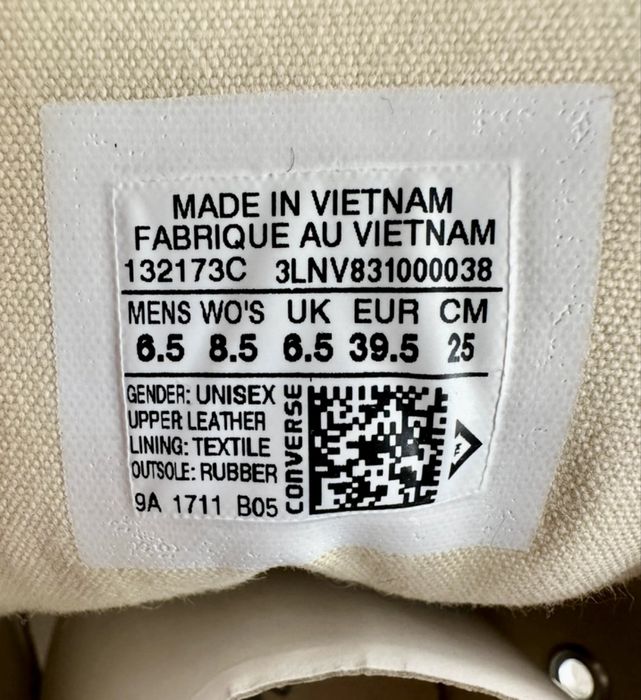 MADE IN VIETNAM
FABRIQUE AU VIETNAM
132173C 3LNV831000038
MENS WO'S UK EUR CM
6.5 8.5 6.5 39.5 25
GENDER: UNISEX
UPPER: LEATHER
LINING: TEXTILE
OUTSOLE: RUBBER
9A 1711 B05
CONVERSE